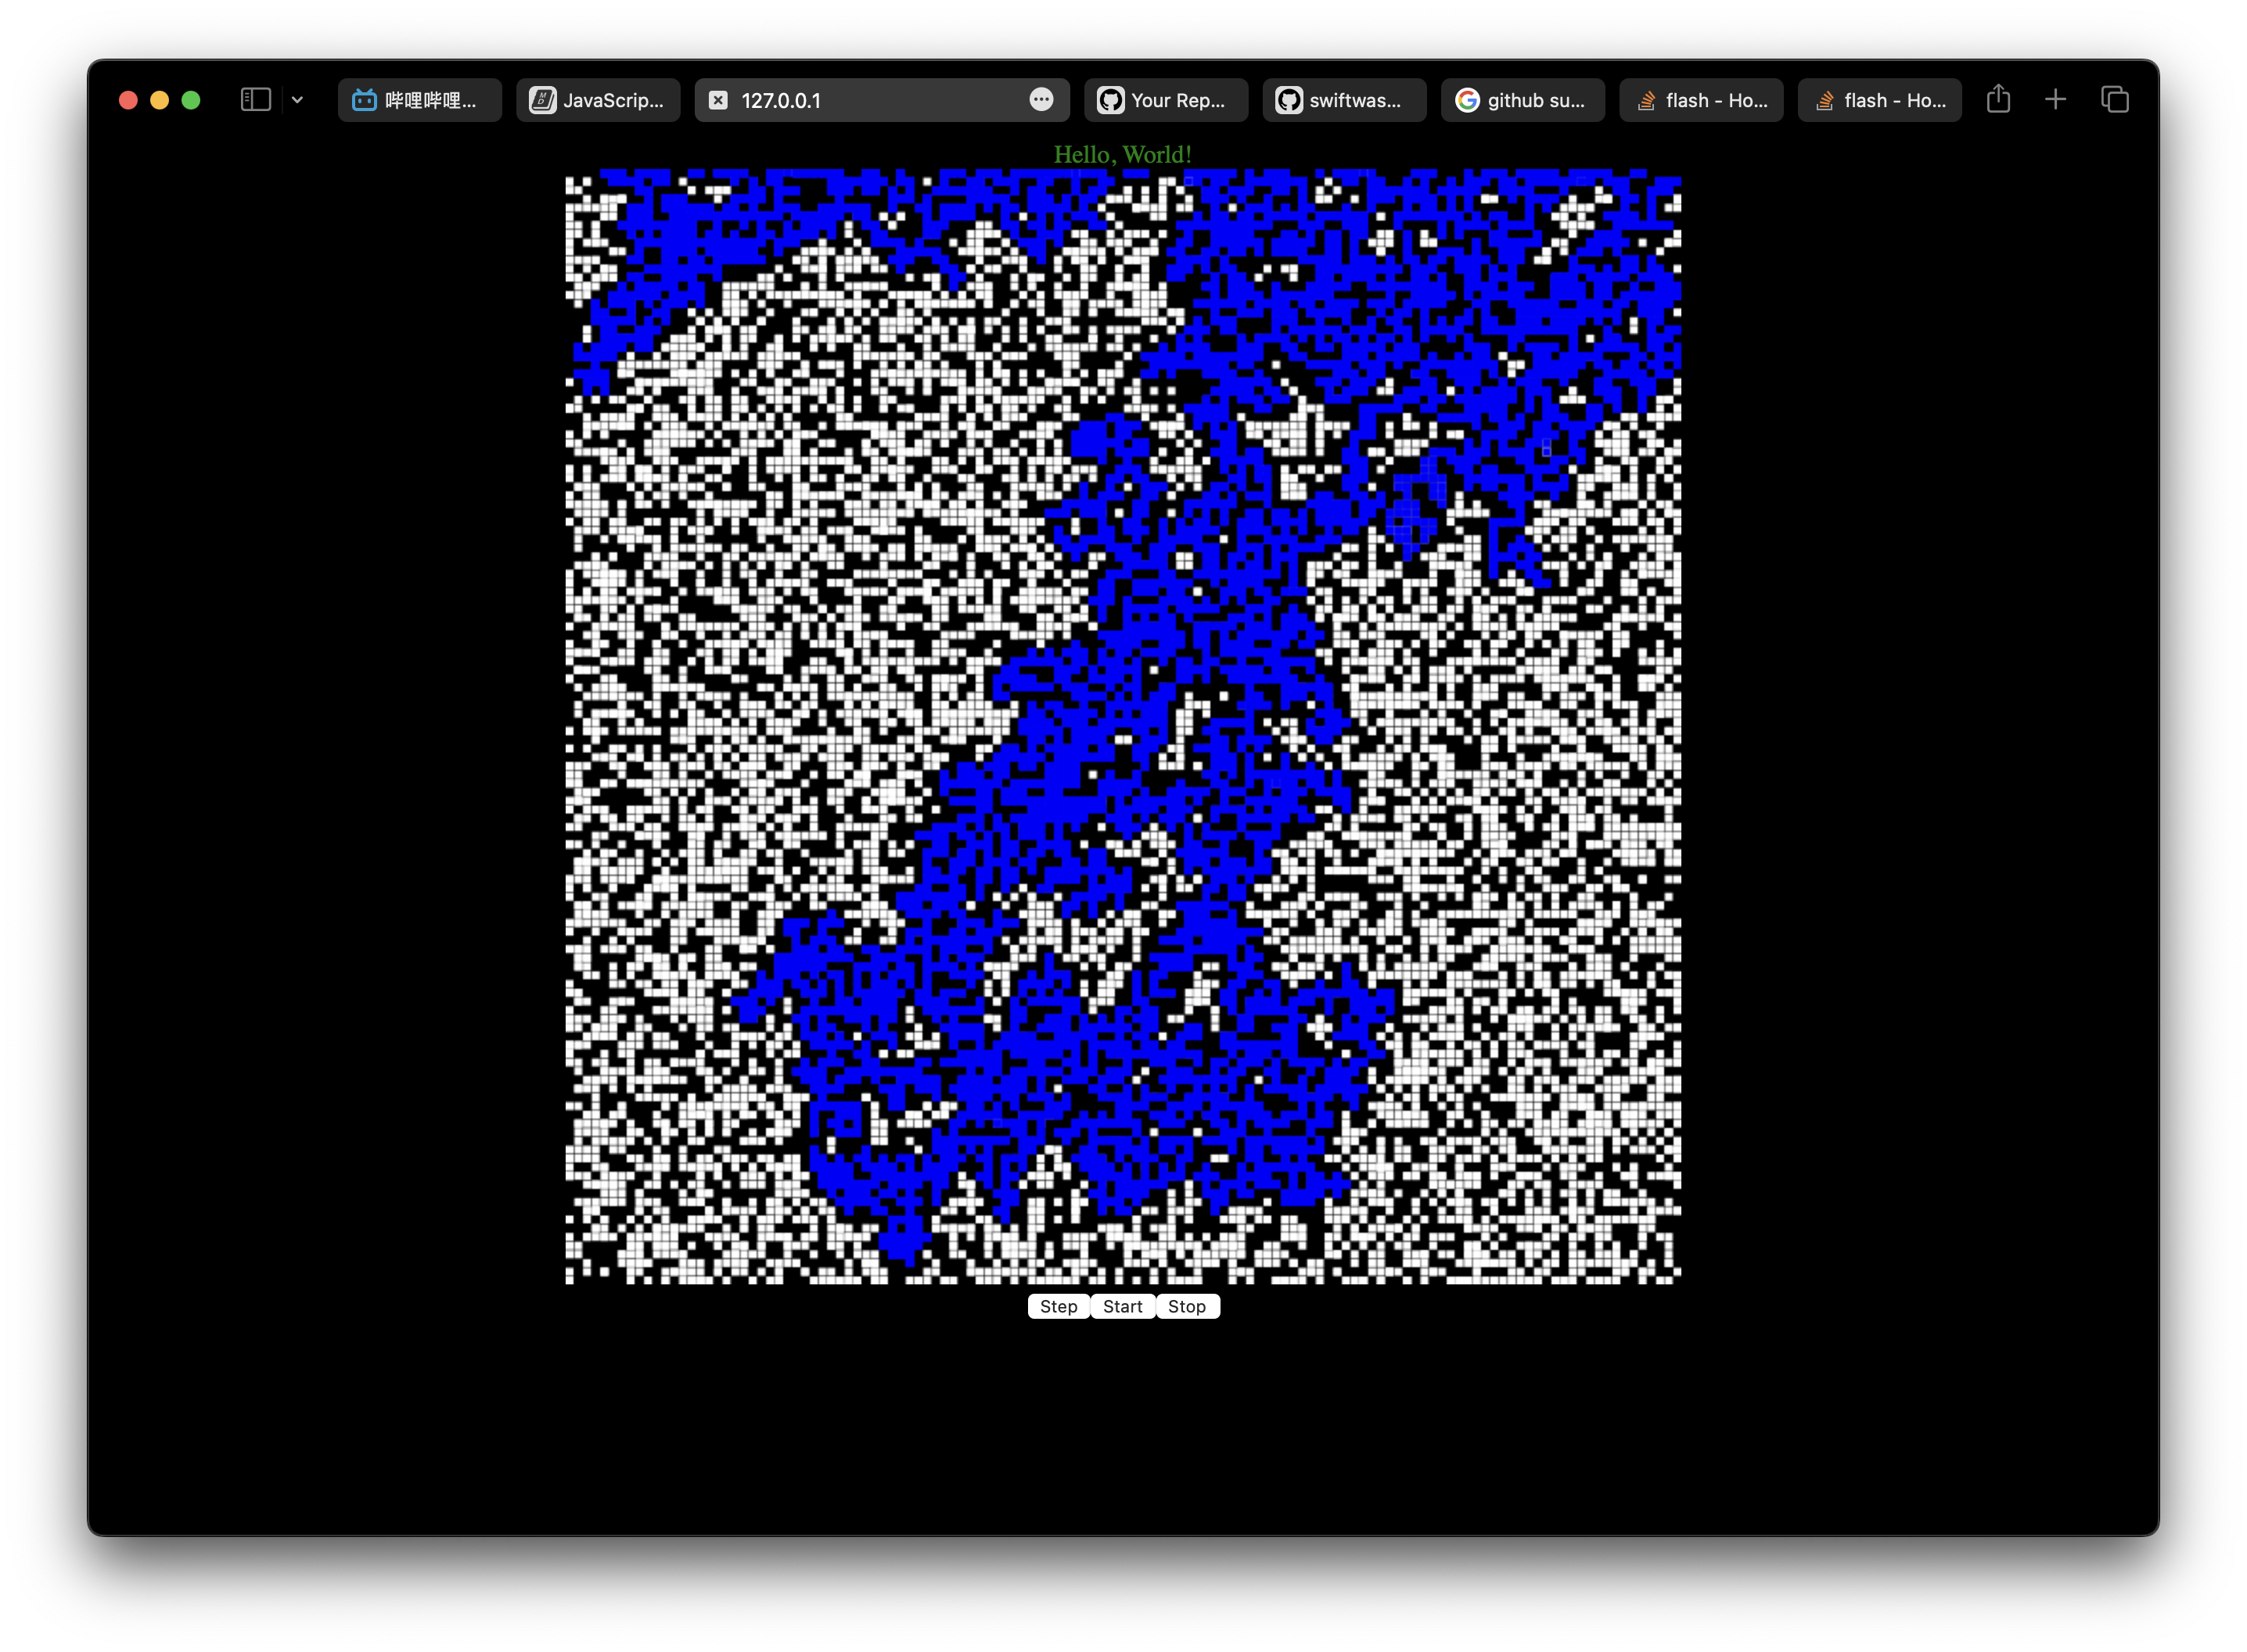 哔哩哔哩...
JavaScrip...
127.0.0.1
Your Rep...
swiftwas...
github su...
flash - Ho...
flash - Ho...
Hello, World!
Step Start Stop